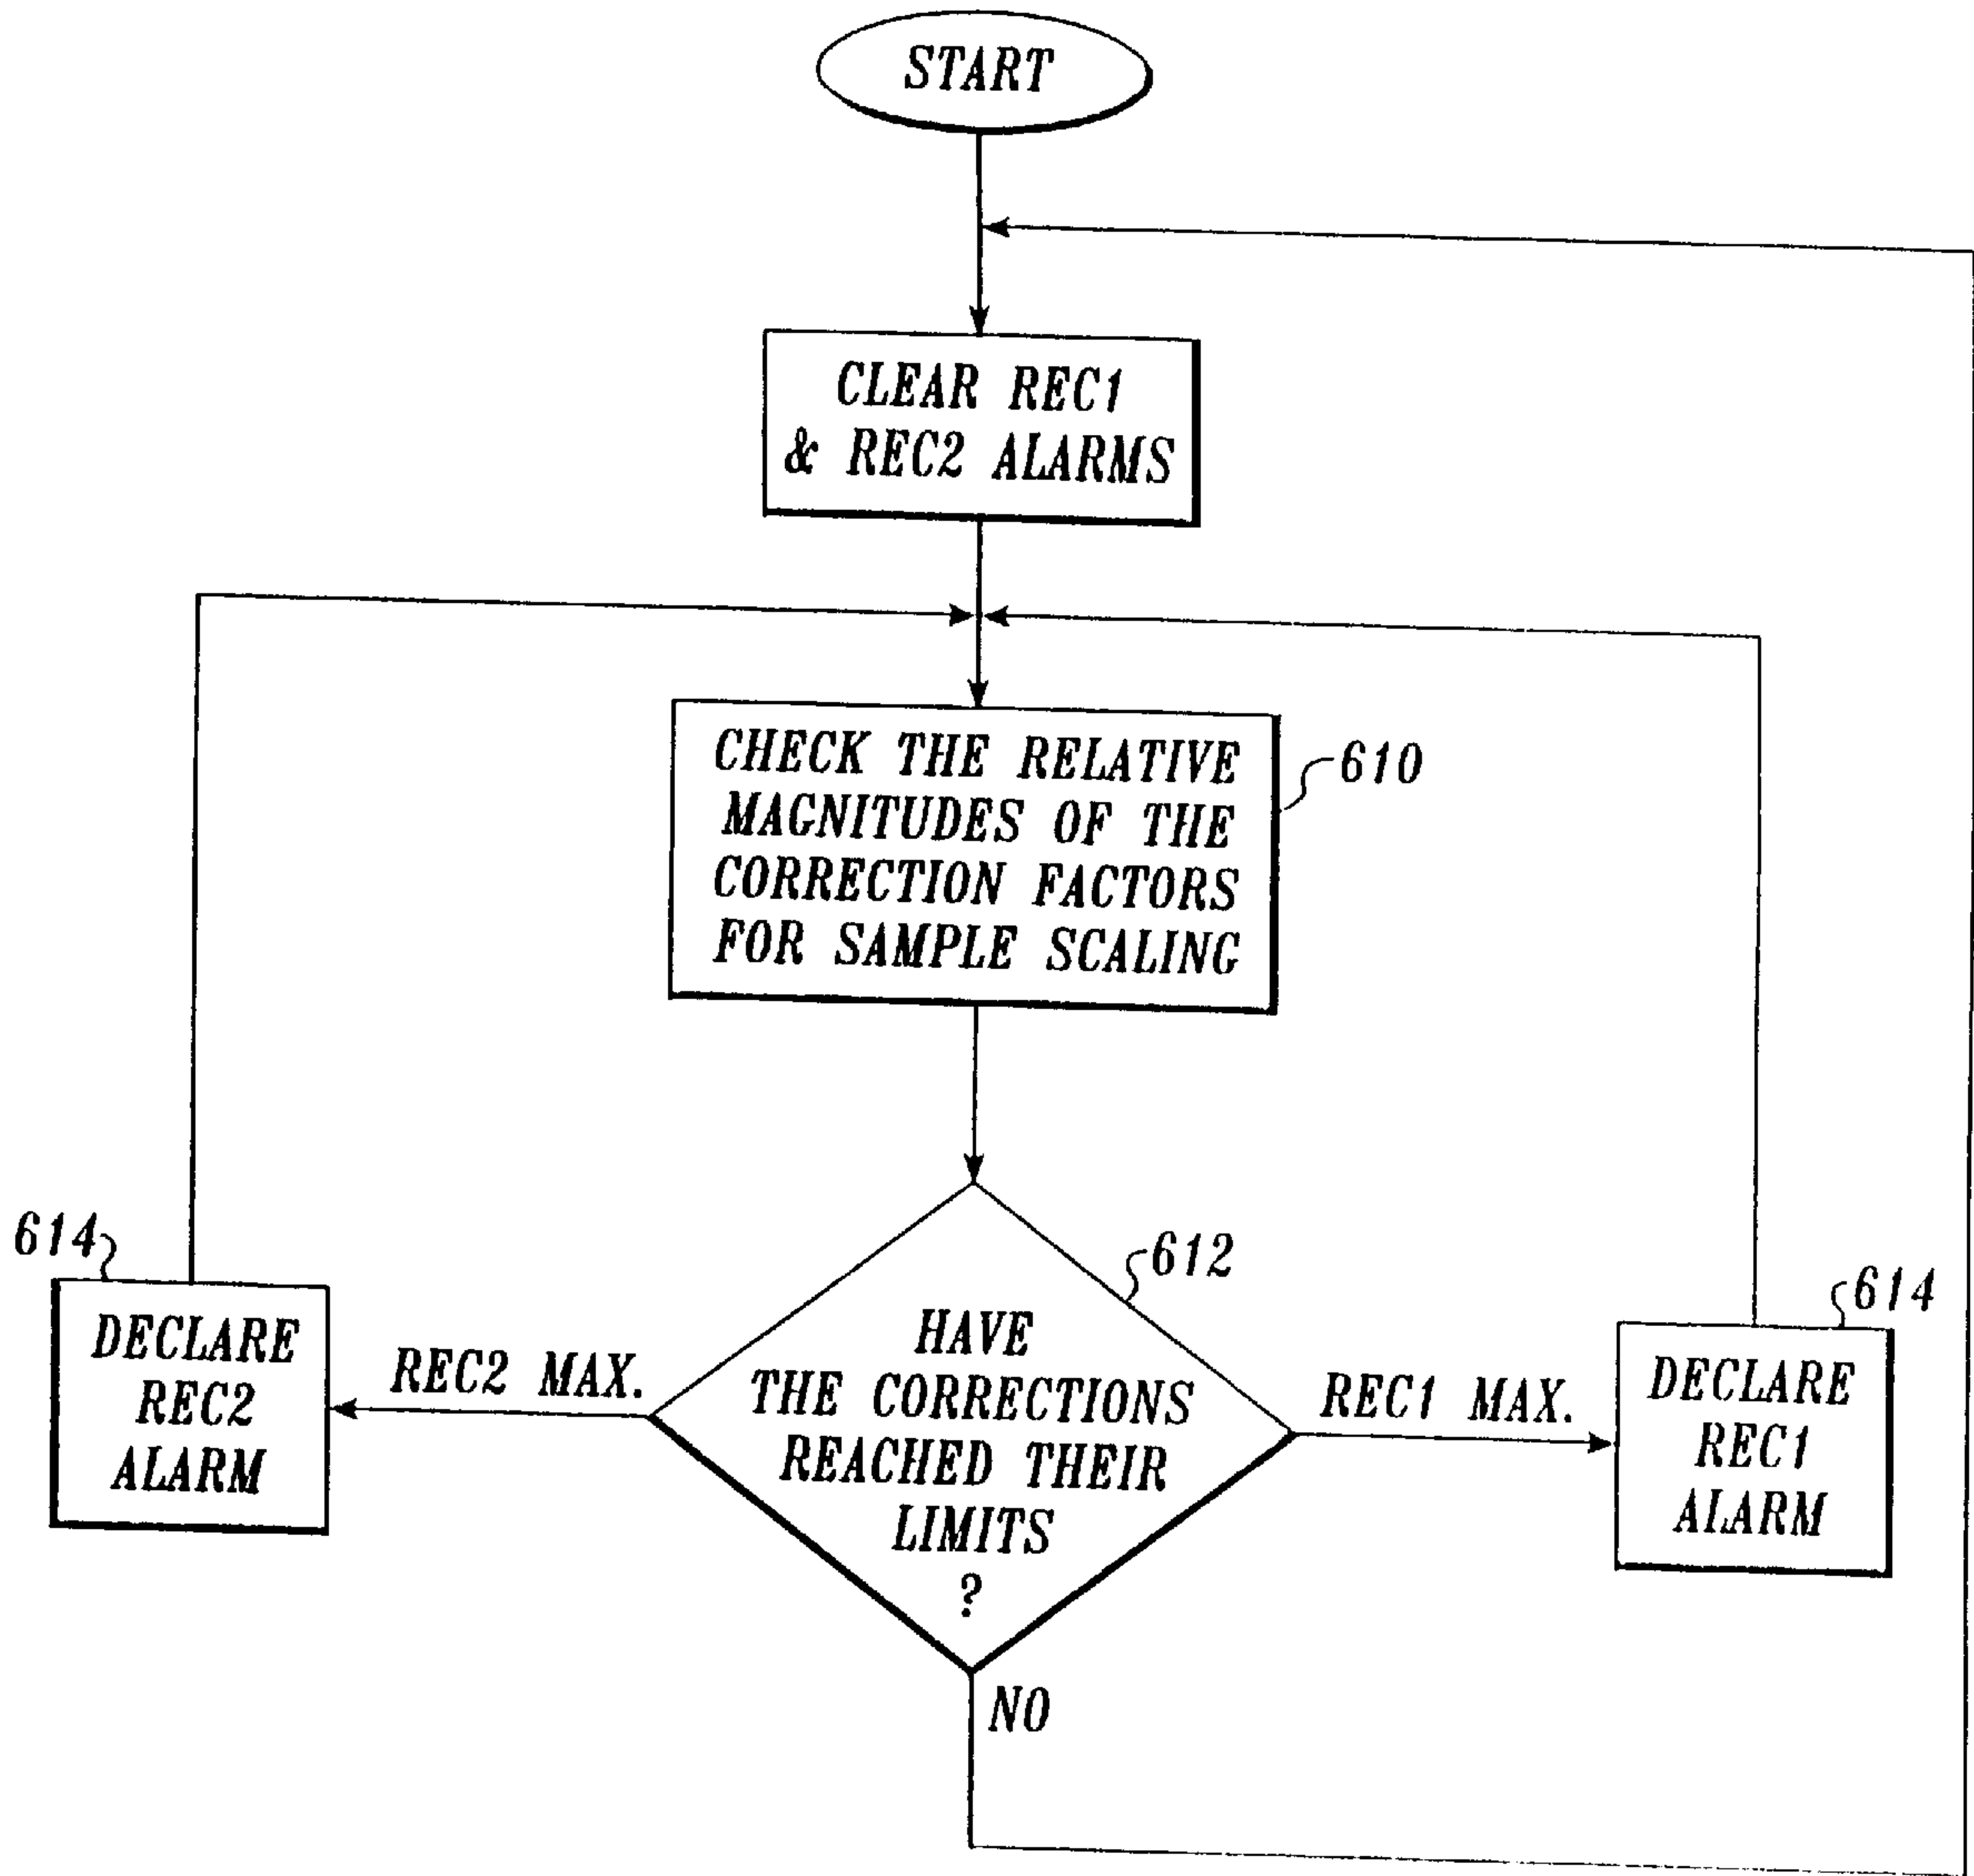 START
CLEAR REC1
& REC2 ALARMS
CHECK THE RELATIVE
MAGNITUDES OF THE
CORRECTION FACTORS
FOR SAMPLE SCALING
610
612
HAVE
THE CORRECTIONS
REACHED THEIR
LIMITS
?
REC2 MAX.
614
DECLARE
REC2
ALARM
REC1 MAX.
614
DECLARE
REC1
ALARM
NO